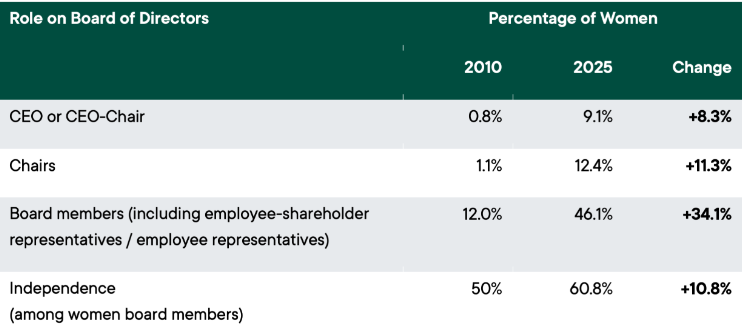 Role on Board of Directors Percentage of Women
2010 2025 Change
CEO or CEO-Chair 0.8% 9.1% +8.3%
Chairs 1.1% 12.4% +11.3%
Board members (including employee-shareholder 12.0% 46.1% +34.1%
representatives / employee representatives)
Independence 50% 60.8% +10.8%
(among women board members)